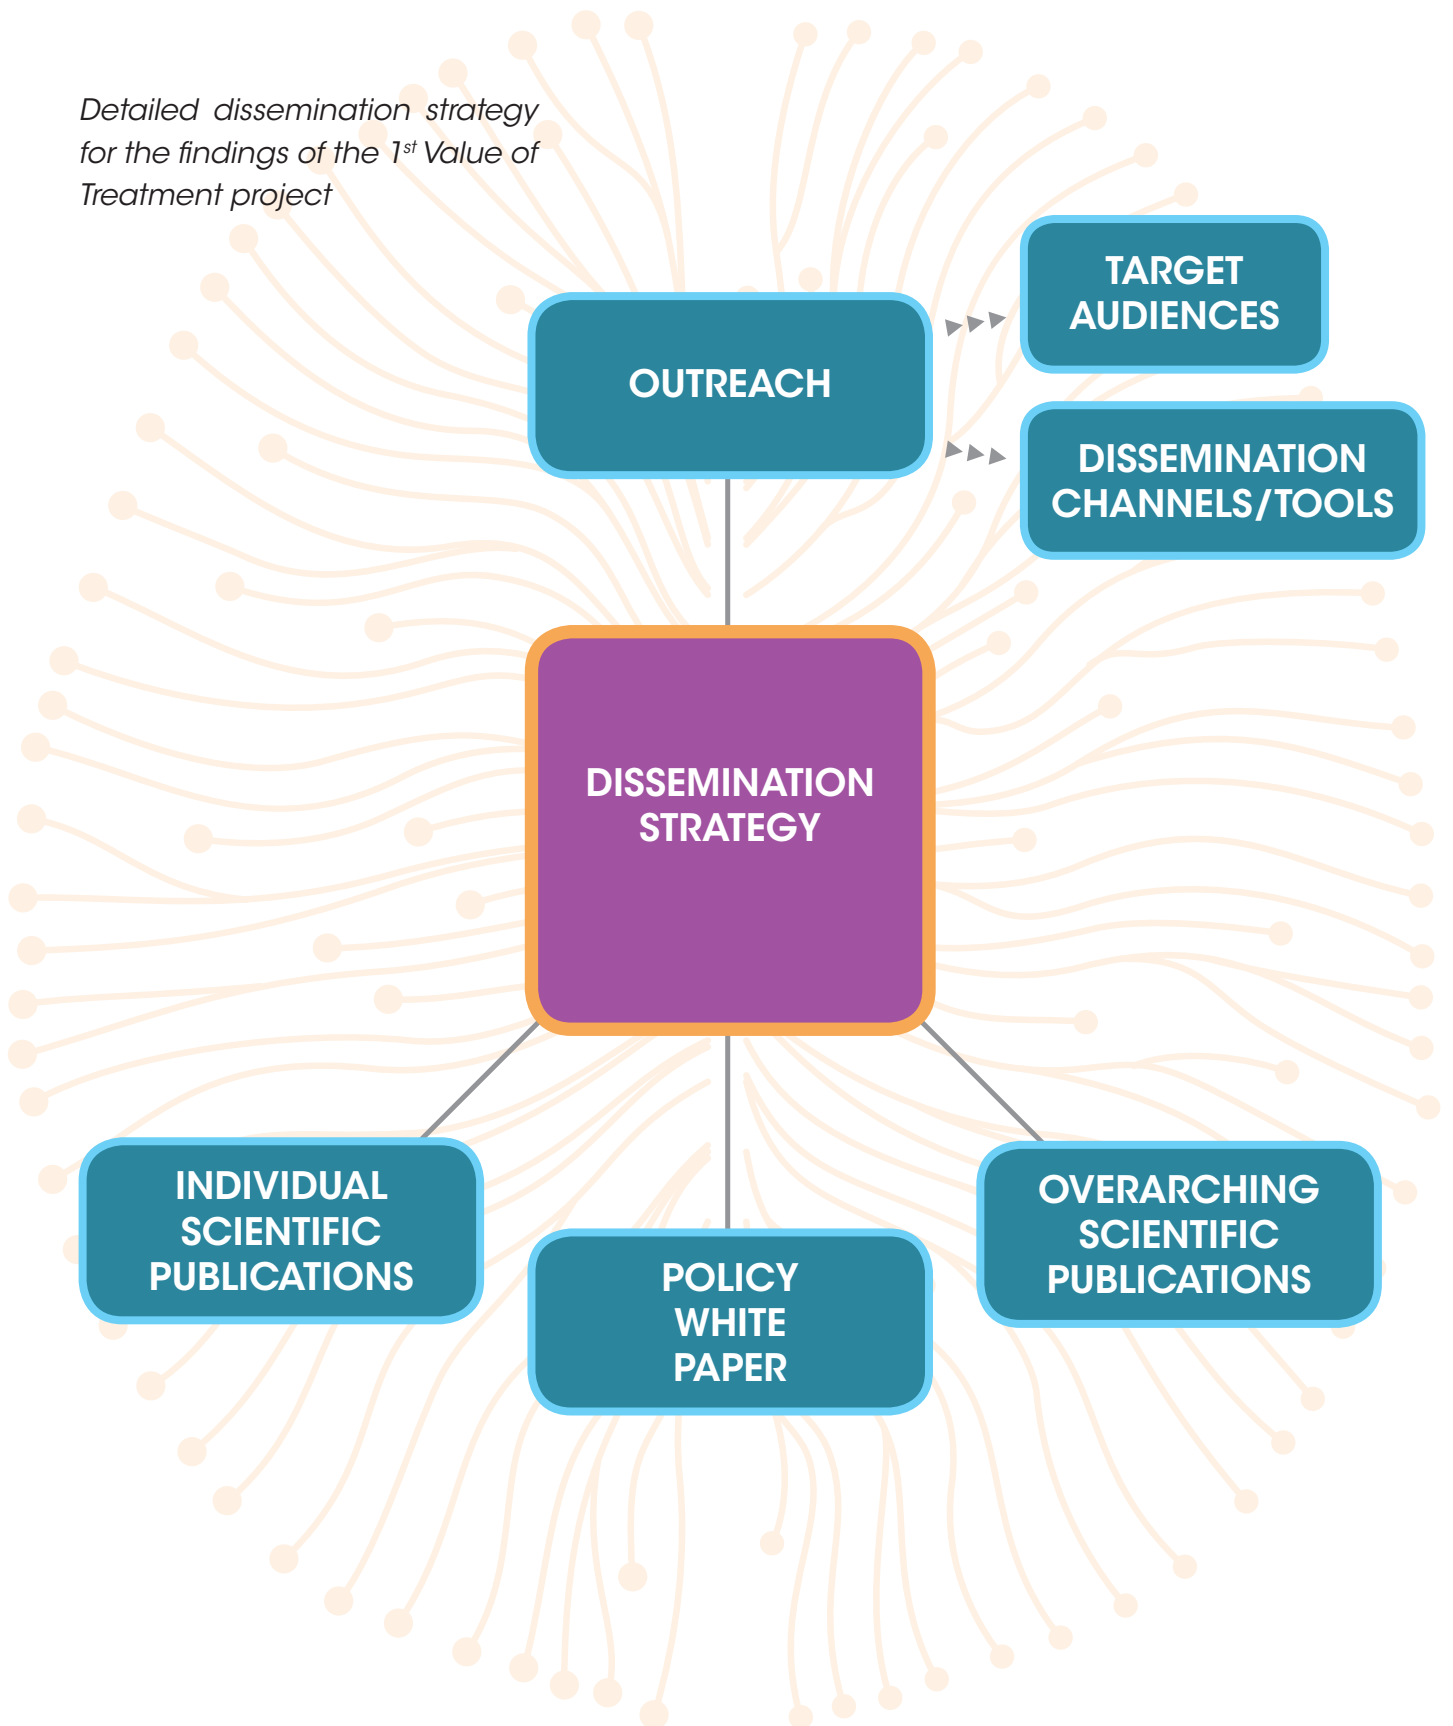 Detailed dissemination strategy
for the findings of the 1st Value of
Treatment project
TARGET
AUDIENCES
OUTREACH
DISSEMINATION
CHANNELS/TOOLS
DISSEMINATION
STRATEGY
INDIVIDUAL
SCIENTIFIC
PUBLICATIONS
POLICY
WHITE
PAPER
OVERARCHING
SCIENTIFIC
PUBLICATIONS